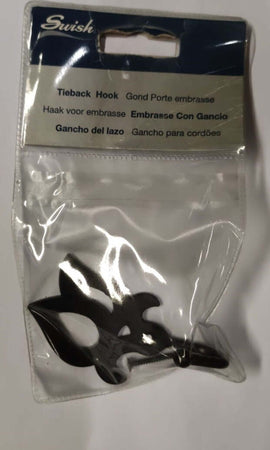 Swish
Tieback Hook Gond Porte embrasse
Haak voor embrasse Embrasse Con Gancio
Gancho del lazo Gancho para cordões